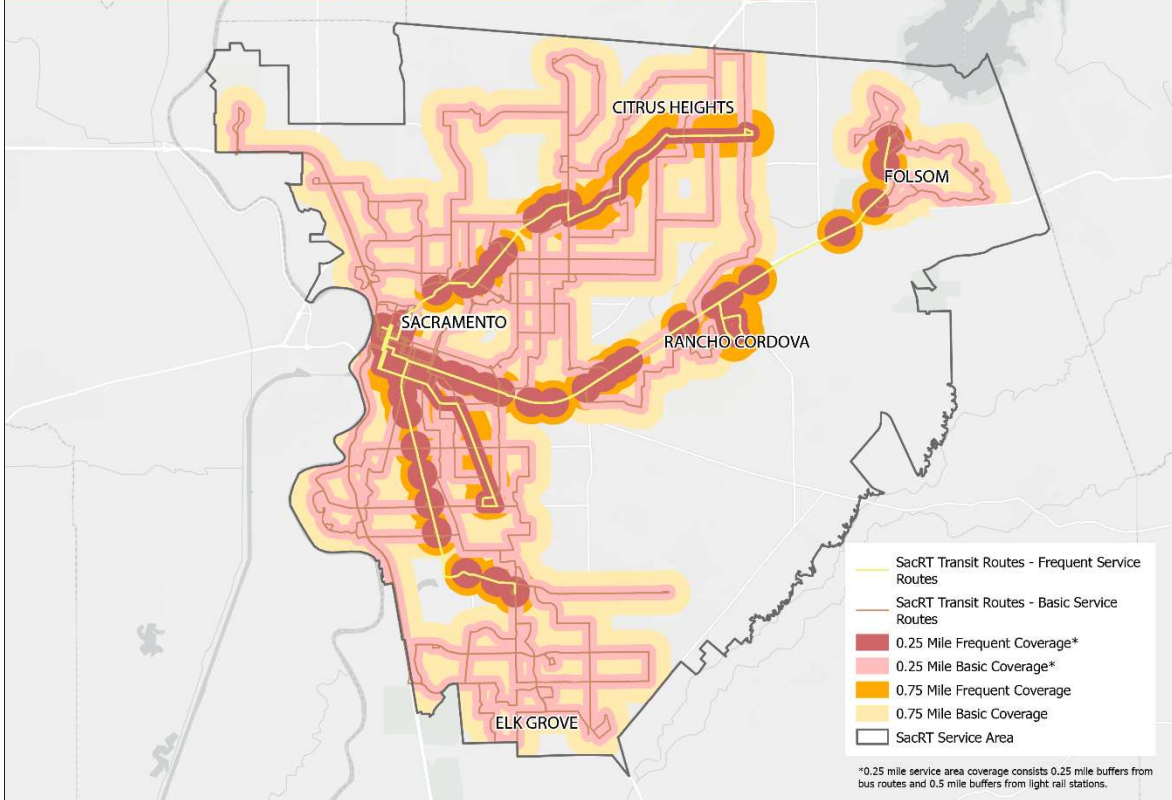 CITRUS HEIGHTS
FOLSOM
SACRAMENTO
RANCHO CORDOVA
ELK GROVE
SacRT Transit Routes - Frequent Service
Routes
SacRT Transit Routes - Basic Service
Routes
0.25 Mile Frequent Coverage*
0.25 Mile Basic Coverage*
0.75 Mile Frequent Coverage
0.75 Mile Basic Coverage
SacRT Service Area
*0.25 mile service area coverage consists 0.25 mile buffers from
bus routes and 0.5 mile buffers from light rail stations.